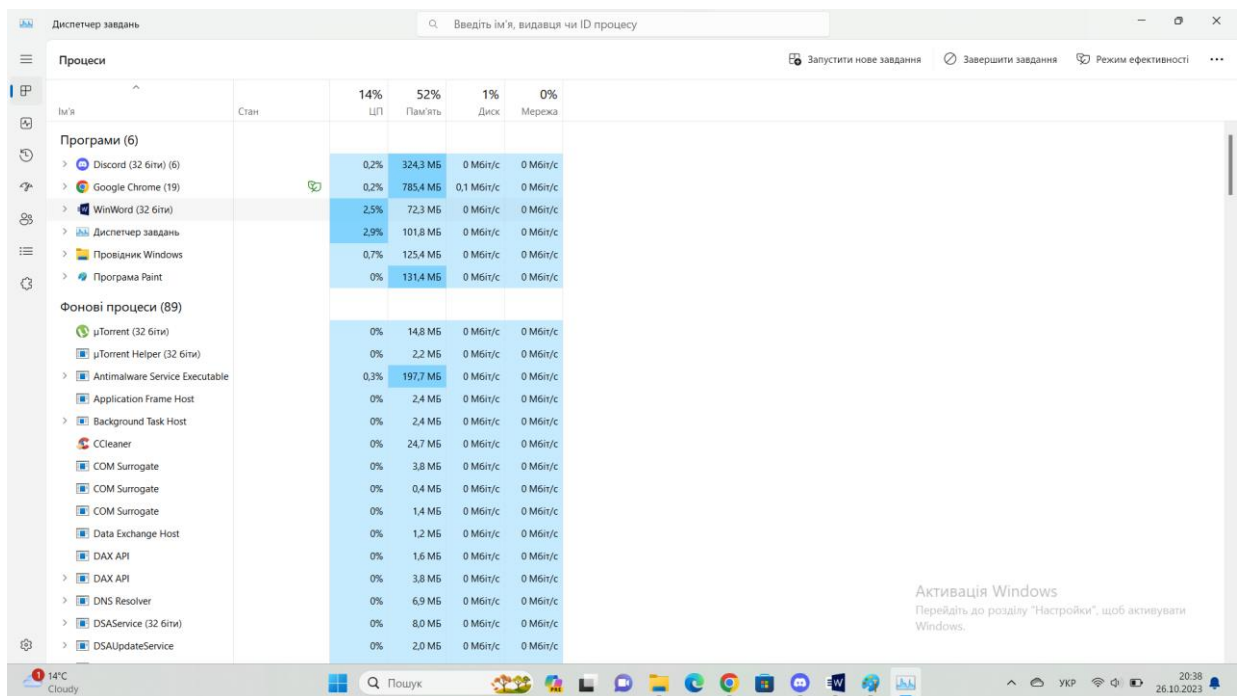 Диспетчер завдань
Введіть ім'я, видавця чи ID процесу
Процеси
Запустити нове завдання
Завершити завдання
Режим ефективності
14% 52% 1% 0%
Ім'я Стан ЦП Пам'ять Диск Мережа
Програми (6)
Discord (32 біти) (6) 0,2% 324,3 МБ 0 Мбіт/с 0 Мбіт/с
Google Chrome (19) 0,2% 785,4 МБ 0,1 Мбіт/с 0 Мбіт/с
WinWord (32 біти) 2,5% 72,3 МБ 0 Мбіт/с 0 Мбіт/с
Диспетчер завдань 2,9% 101,8 МБ 0 Мбіт/с 0 Мбіт/с
Провідник Windows 0,7% 125,4 МБ 0 Мбіт/с 0 Мбіт/с
Програма Paint 0% 131,4 МБ 0 Мбіт/с 0 Мбіт/с
Фонові процеси (89)
µTorrent (32 біти) 0% 14,8 МБ 0 Мбіт/с 0 Мбіт/с
µTorrent Helper (32 біти) 0% 2,2 МБ 0 Мбіт/с 0 Мбіт/с
Antimalware Service Executable 0,3% 197,7 МБ 0 Мбіт/с 0 Мбіт/с
Application Frame Host 0% 2,4 МБ 0 Мбіт/с 0 Мбіт/с
Background Task Host 0% 2,4 МБ 0 Мбіт/с 0 Мбіт/с
CCleaner 0% 24,7 МБ 0 Мбіт/с 0 Мбіт/с
COM Surrogate 0% 3,8 МБ 0 Мбіт/с 0 Мбіт/с
COM Surrogate 0% 0,4 МБ 0 Мбіт/с 0 Мбіт/с
COM Surrogate 0% 1,4 МБ 0 Мбіт/с 0 Мбіт/с
Data Exchange Host 0% 1,2 МБ 0 Мбіт/с 0 Мбіт/с
DAX API 0% 1,6 МБ 0 Мбіт/с 0 Мбіт/с
DAX API 0% 3,8 МБ 0 Мбіт/с 0 Мбіт/с
DNS Resolver 0% 6,9 МБ 0 Мбіт/с 0 Мбіт/с
DSAService (32 біти) 0% 8,0 МБ 0 Мбіт/с 0 Мбіт/с
DSAUpdateService 0% 2,0 МБ 0 Мбіт/с 0 Мбіт/с
Активація Windows
Перейдіть до розділу "Настройки", щоб активувати
Windows.
1
14°C
Cloudy
Пошук
PRE
УКР
20:38
26.10.2023